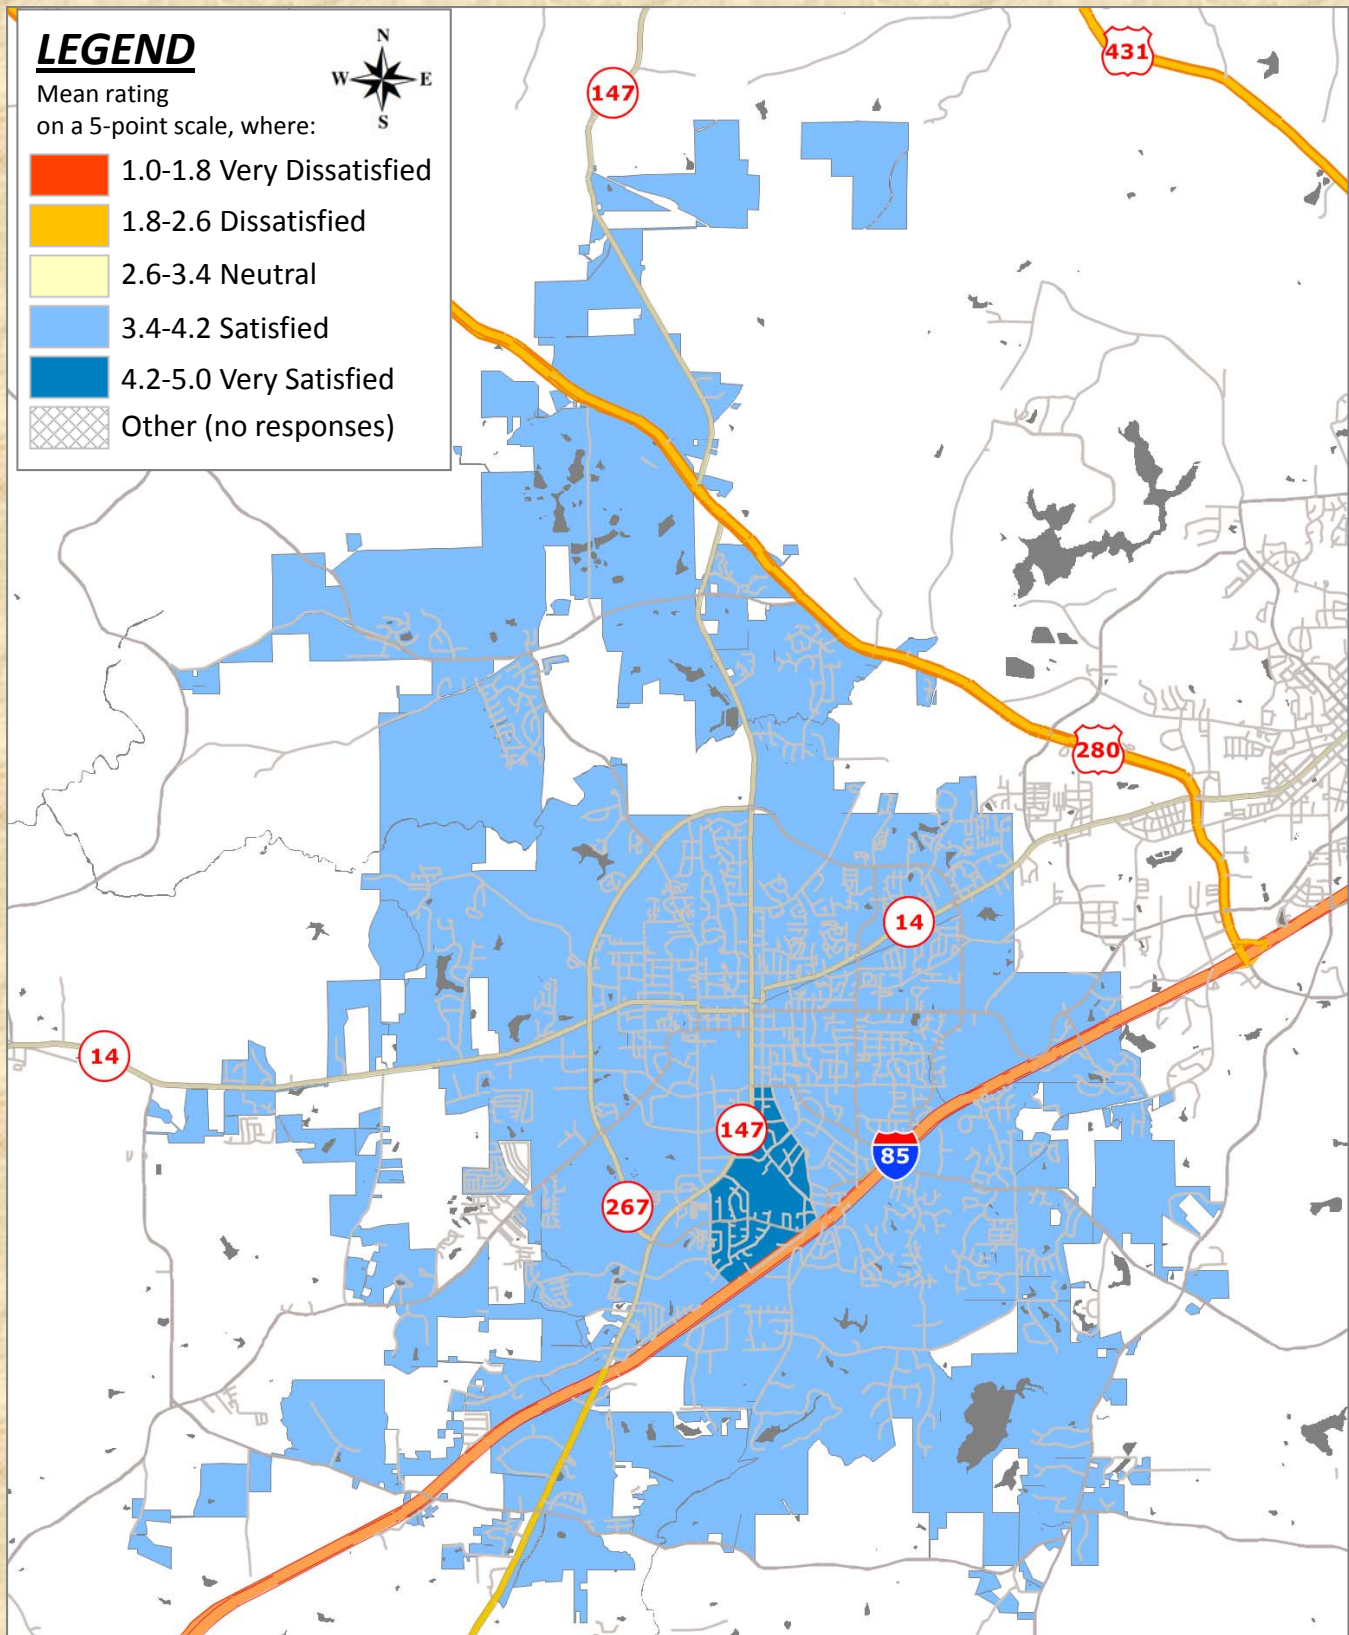 LEGEND
N
W E
S
Mean rating
on a 5-point scale, where:
1.0-1.8 Very Dissatisfied
1.8-2.6 Dissatisfied
2.6-3.4 Neutral
3.4-4.2 Satisfied
4.2-5.0 Very Satisfied
Other (no responses)
431
147
280
14
14
147
85
267